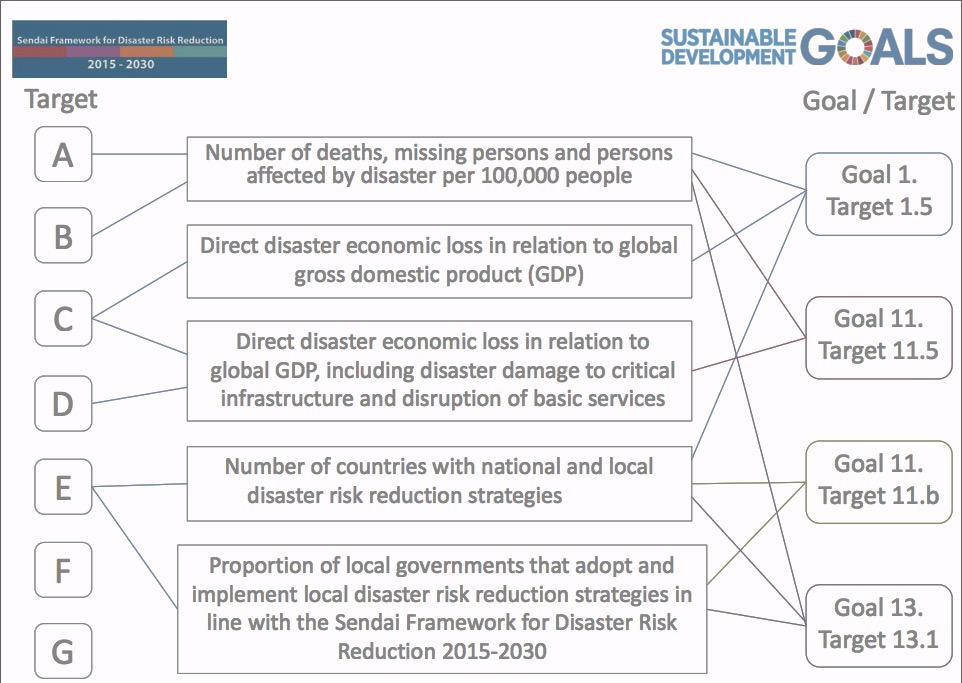 Sendai Framework for Disaster Risk Reduction
2015 - 2030
SUSTAINABLE
DEVELOPMENT
GOALS
Target
Goal / Target
A
B
C
D
E
F
G
Number of deaths, missing persons and persons
affected by disaster per 100,000 people
Direct disaster economic loss in relation to global
gross domestic product (GDP)
Direct disaster economic loss in relation to
global GDP, including disaster damage to critical
infrastructure and disruption of basic services
Number of countries with national and local
disaster risk reduction strategies
Proportion of local governments that adopt and
implement local disaster risk reduction strategies in
line with the Sendai Framework for Disaster Risk
Reduction 2015-2030
Goal 1.
Target 1.5
Goal 11.
Target 11.5
Goal 11.
Target 11.b
Goal 13.
Target 13.1